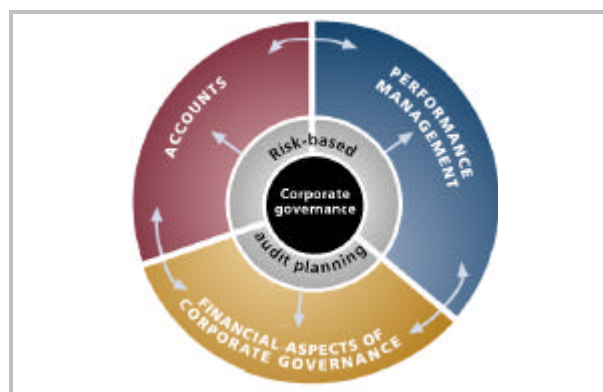 ACCOUNTS
PERFORMANCE
MANAGEMENT
Risk-based
Corporate
governance
audit planning
FINANCIAL ASPECTS OF
CORPORATE GOVERNANCE